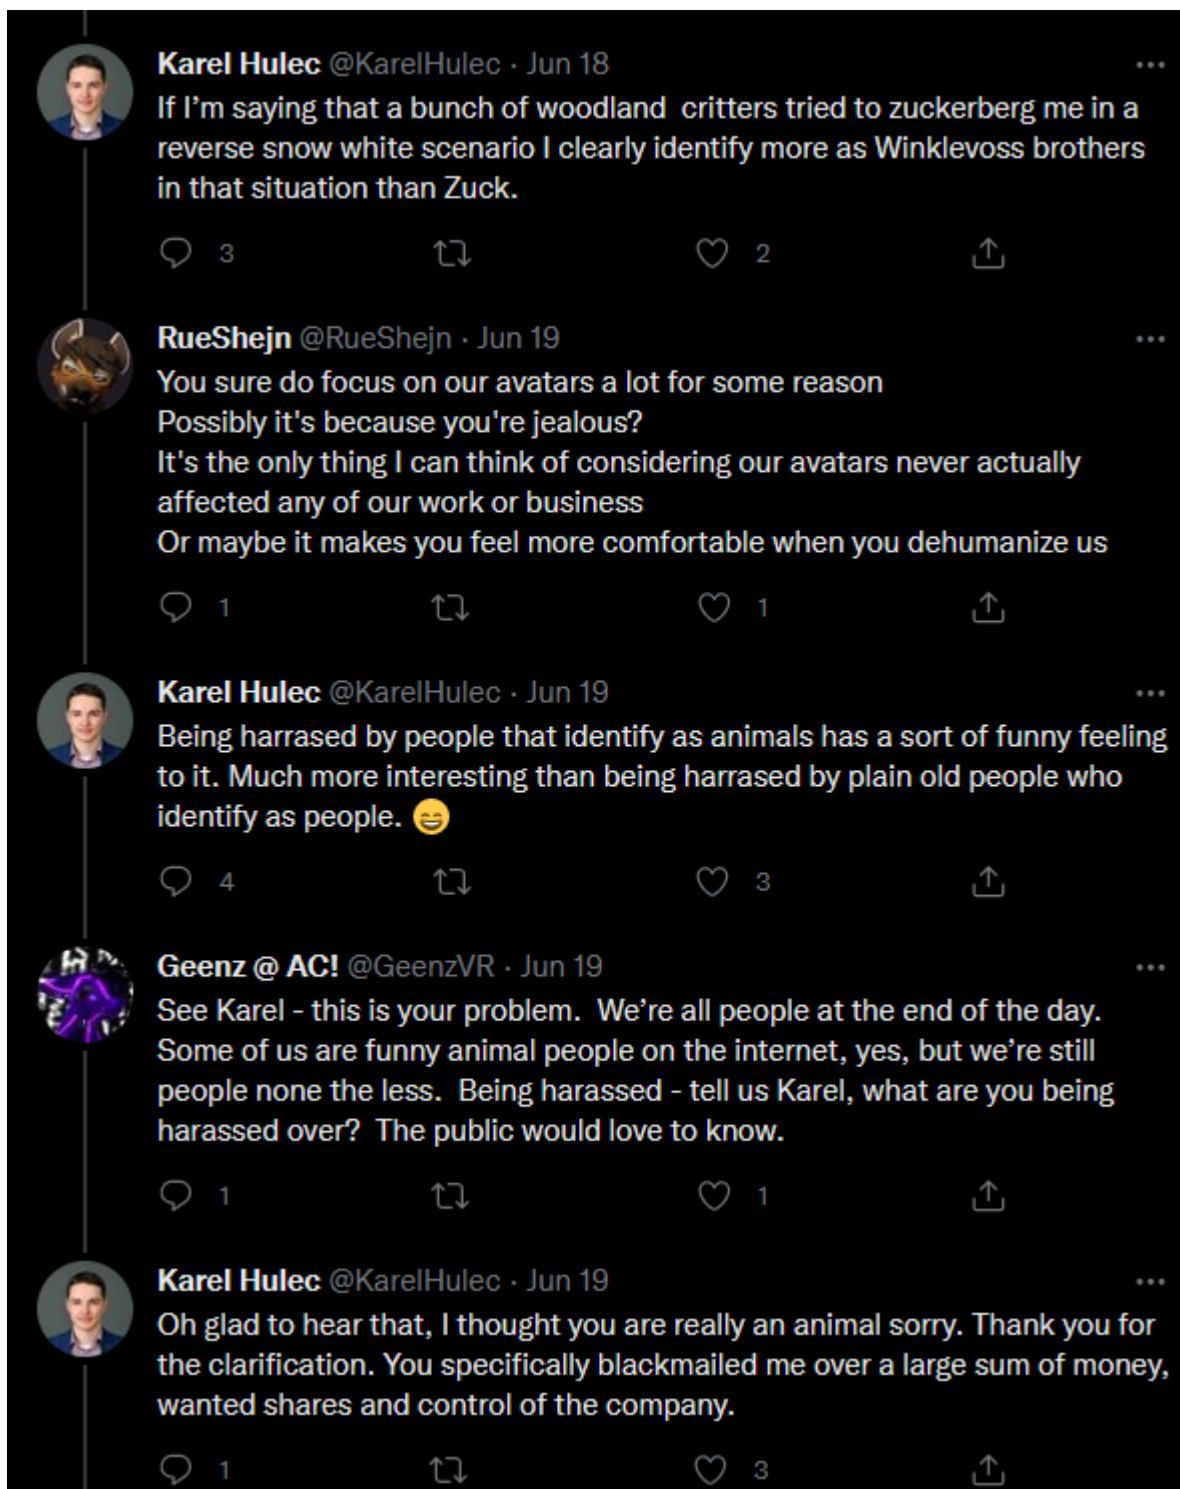 Karel Hulec @KarelHulec · Jun 18
If I’m saying that a bunch of woodland  critters tried to zuckerberg me in a
reverse snow white scenario I clearly identify more as Winklevoss brothers
in that situation than Zuck.
3 2
RueShejn @RueShejn · Jun 19
You sure do focus on our avatars a lot for some reason
Possibly it's because you're jealous?
It's the only thing I can think of considering our avatars never actually
affected any of our work or business
Or maybe it makes you feel more comfortable when you dehumanize us
1 1
Karel Hulec @KarelHulec · Jun 19
Being harrased by people that identify as animals has a sort of funny feeling
to it. Much more interesting than being harrased by plain old people who
identify as people. 😄
4 3
Geenz @ AC! @GeenzVR · Jun 19
See Karel - this is your problem.  We’re all people at the end of the day.
Some of us are funny animal people on the internet, yes, but we’re still
people none the less.  Being harassed - tell us Karel, what are you being
harassed over?  The public would love to know.
1 1
Karel Hulec @KarelHulec · Jun 19
Oh glad to hear that, I thought you are really an animal sorry. Thank you for
the clarification. You specifically blackmailed me over a large sum of money,
wanted shares and control of the company.
1 3